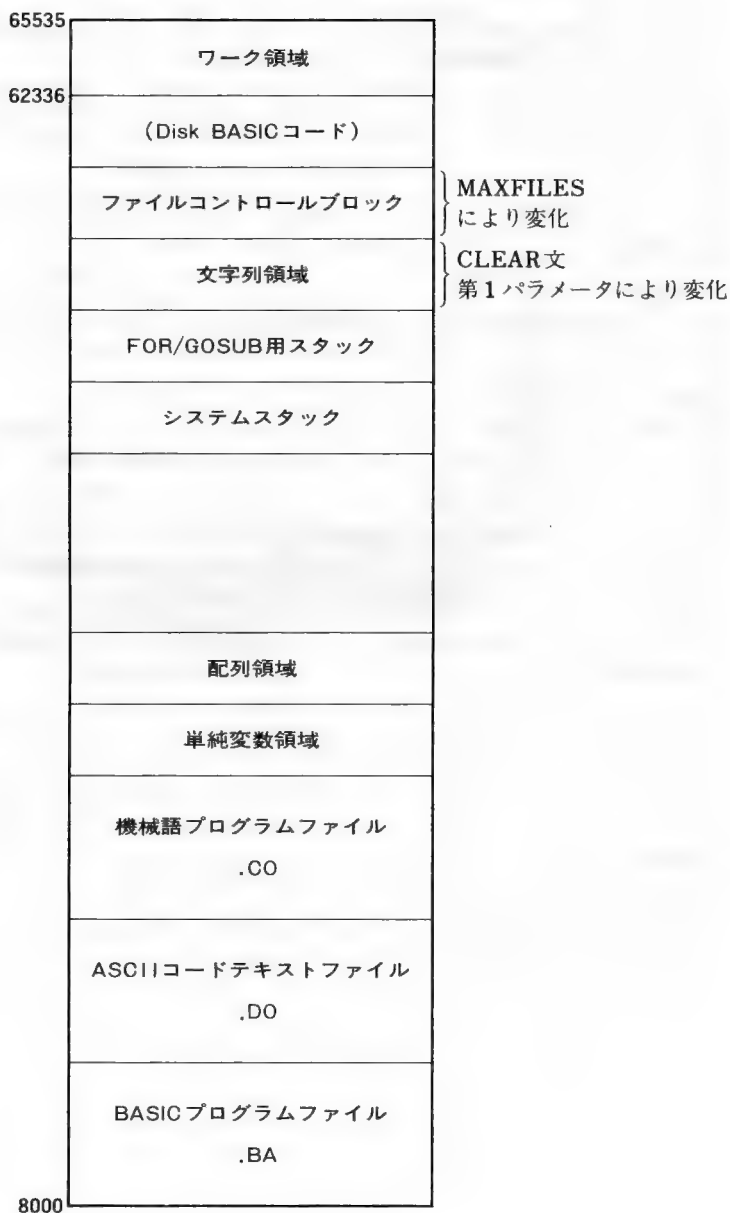 65535
ワーク領域
62336
（Disk BASICコード）
ファイルコントロールブロック
MAXFILES
により変化
文字列領域
CLEAR文
第1パラメータにより変化
FOR/GOSUB用スタック
システムスタック
配列領域
単純変数領域
機械語プログラムファイル
.CO
ASCIIコードテキストファイル
.DO
BASICプログラムファイル
.BA
8000